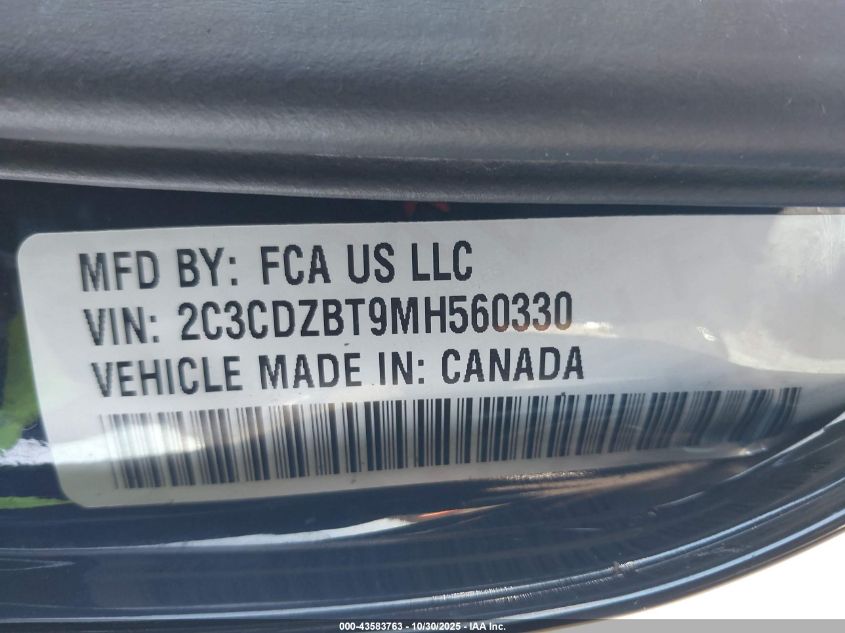 MFD BY: FCA US LLC
VIN: 2C3CDZBT9MH560330
VEHICLE MADE IN: CANADA
000-43583763 - 10/30/2025 - IAA Inc.